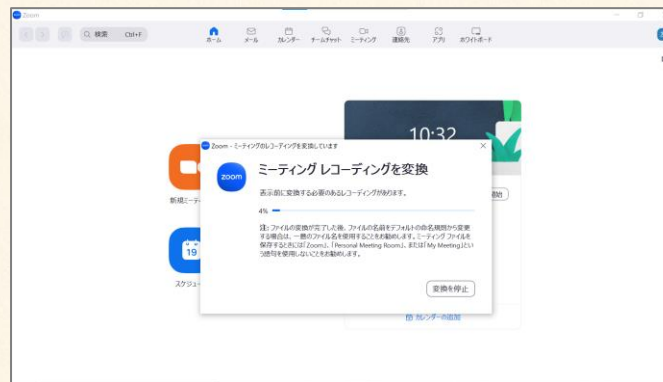 Zoom
検索 Ctrl+F
ホーム
メール
カレンダー
チームチャット
ミーティング
連絡先
アプリ
ホワイトボード
10:32
新規ミーテ
19
スケジュー
Zoom - ミーティングのレコーディングを変換しています
zoom
ミーティング レコーディングを変換
表示前に変換する必要のあるレコーディングがあります。
4%
注: ファイルの変換が完了した後、ファイルの名前をデフォルトの命名規則から変更
する場合は、一意のファイル名を使用することをお勧めします。ミーティング ファイルを
保存するときには「Zoom」、「Personal Meeting Room」、または「My Meeting」とい
う語句を使用しないことをお勧めします。
変換を停止
開始
カレンダーの追加